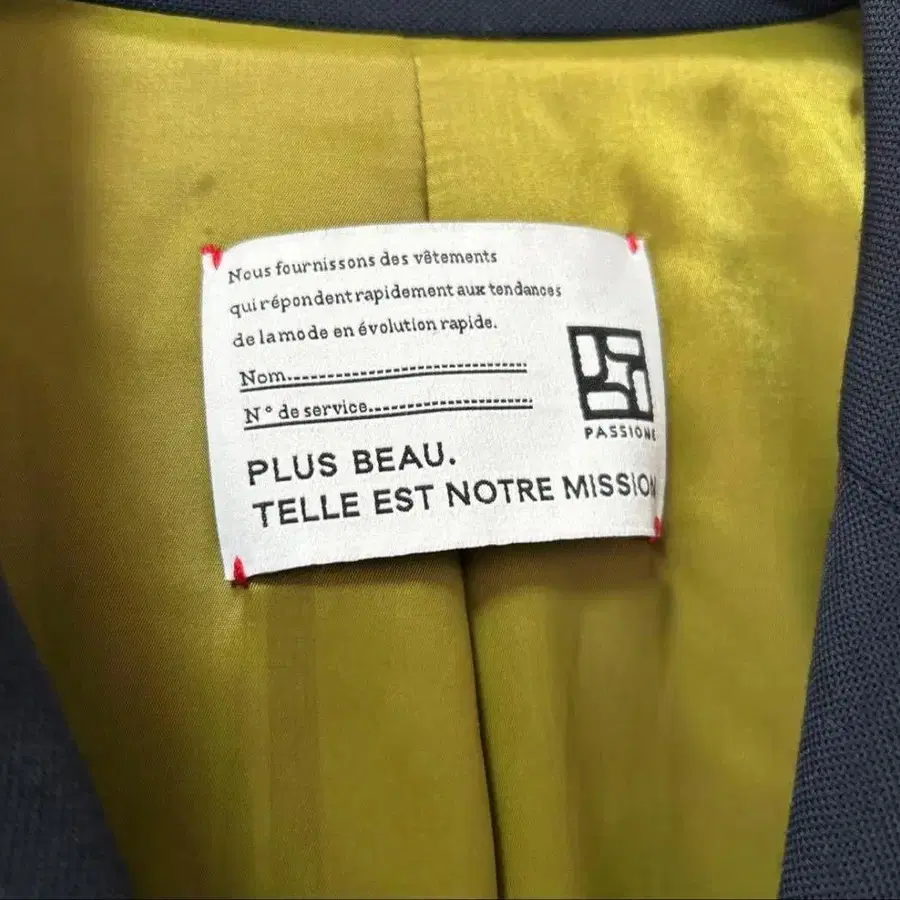 Nous fournissons des vêtements
qui répondent rapidement aux tendances
de la mode en évolution rapide.
Nom
N° de service
PASSIONE
PLUS BEAU.
TELLE EST NOTRE MISSION